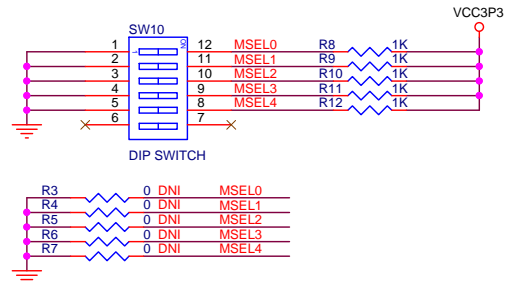 VCC3P3
SW10
1 ON 12 MSEL0 R8 1K
2 11 MSEL1 R9 1K
3 10 MSEL2 R10 1K
4 9 MSEL3 R11 1K
5 8 MSEL4 R12 1K
6 7
DIP SWITCH
R3 0 DNI MSEL0
R4 0 DNI MSEL1
R5 0 DNI MSEL2
R6 0 DNI MSEL3
R7 0 DNI MSEL4